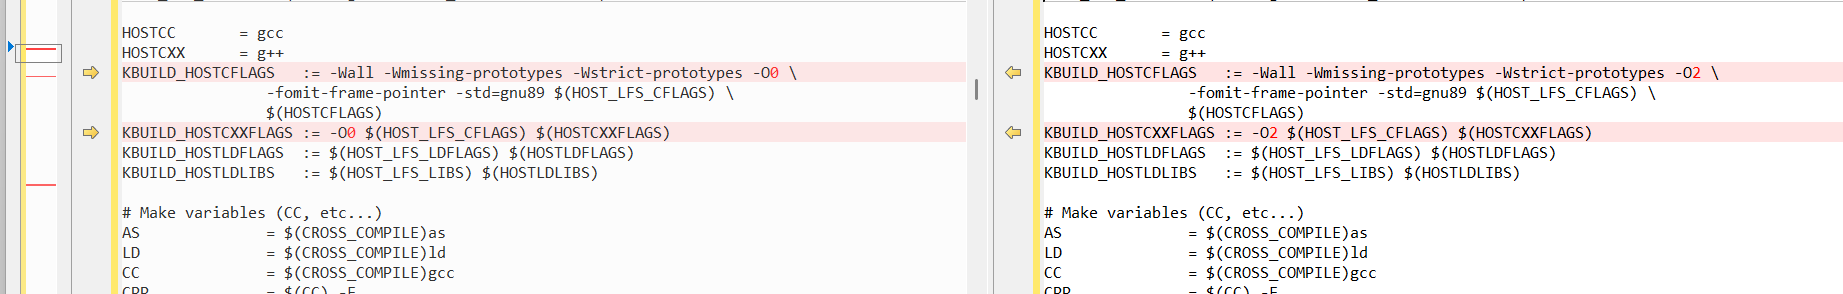 HOSTCC       = gcc
HOSTCXX      = g++
KBUILD_HOSTCFLAGS   := -Wall -Wmissing-prototypes -Wstrict-prototypes -O0 \
                -fomit-frame-pointer -std=gnu89 $(HOST_LFS_CFLAGS) \
                $(HOSTCFLAGS)
KBUILD_HOSTCXXFLAGS := -O0 $(HOST_LFS_CFLAGS) $(HOSTCXXFLAGS)
KBUILD_HOSTLDFLAGS  := $(HOST_LFS_LDFLAGS) $(HOSTLDFLAGS)
KBUILD_HOSTLDLIBS   := $(HOST_LFS_LIBS) $(HOSTLDLIBS)
# Make variables (CC, etc...)
AS              = $(CROSS_COMPILE)as
LD              = $(CROSS_COMPILE)ld
CC              = $(CROSS_COMPILE)gcc
CPP             = $(CC) -E
HOSTCC       = gcc
HOSTCXX      = g++
KBUILD_HOSTCFLAGS   := -Wall -Wmissing-prototypes -Wstrict-prototypes -O2 \
                -fomit-frame-pointer -std=gnu89 $(HOST_LFS_CFLAGS) \
                $(HOSTCFLAGS)
KBUILD_HOSTCXXFLAGS := -O2 $(HOST_LFS_CFLAGS) $(HOSTCXXFLAGS)
KBUILD_HOSTLDFLAGS  := $(HOST_LFS_LDFLAGS) $(HOSTLDFLAGS)
KBUILD_HOSTLDLIBS   := $(HOST_LFS_LIBS) $(HOSTLDLIBS)
# Make variables (CC, etc...)
AS              = $(CROSS_COMPILE)as
LD              = $(CROSS_COMPILE)ld
CC              = $(CROSS_COMPILE)gcc
CPP             = $(CC) -E